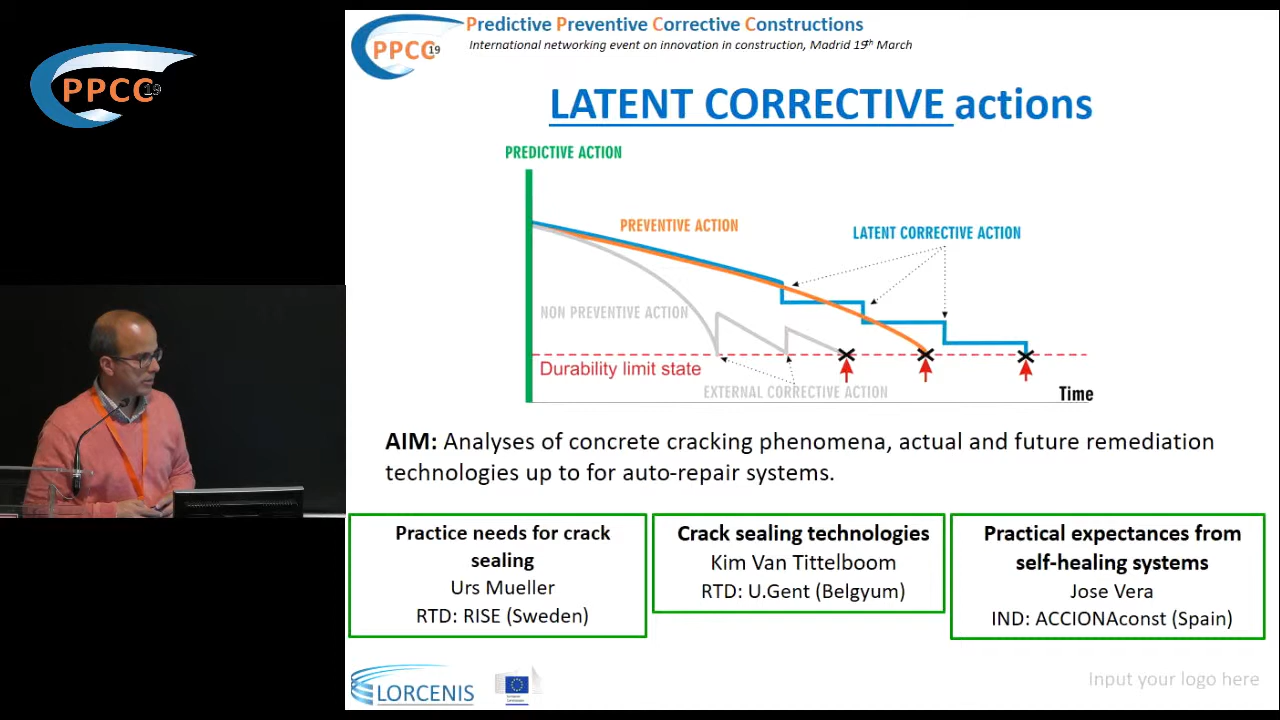 PPCC 19
PPCC 19
Predictive Preventive Corrective Constructions
International networking event on innovation in construction, Madrid 19th March
LATENT CORRECTIVE actions
PREDICTIVE ACTION
PREVENTIVE ACTION
LATENT CORRECTIVE ACTION
NON PREVENTIVE ACTION
Durability limit state
EXTERNAL CORRECTIVE ACTION
Time
AIM: Analyses of concrete cracking phenomena, actual and future remediation
technologies up to for auto-repair systems.
Practice needs for crack
sealing
Urs Mueller
RTD: RISE (Sweden)
Crack sealing technologies
Kim Van Tittelboom
RTD: U.Gent (Belgyum)
Practical expectances from
self-healing systems
Jose Vera
IND: ACCIONAconst (Spain)
LORCENIS
Input your logo here